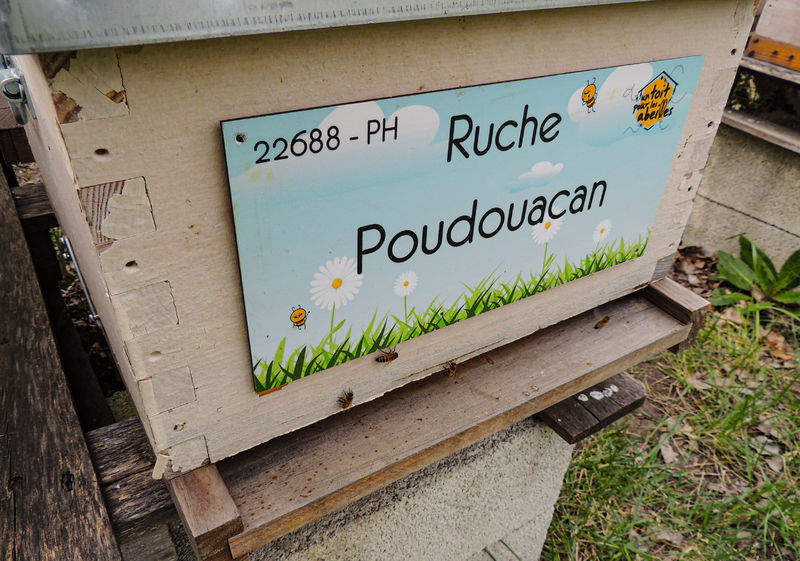 22688 - PH
Ruche
Poudouacan
un toit
pour les
abeilles